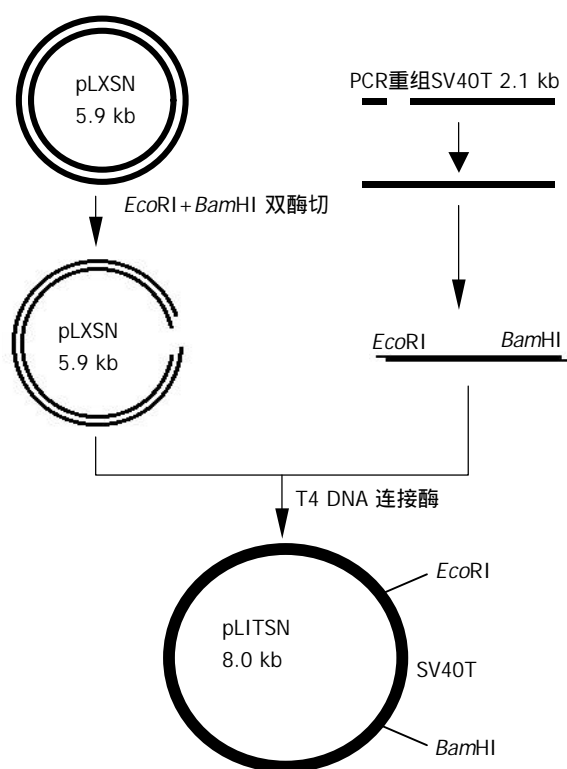 pLXSN
5.9 kb
PCR重组SV40T 2.1 kb
EcoRI+BamHI 双酶切
pLXSN
5.9 kb
EcoRI
BamHI
T4 DNA 连接酶
EcoRI
pLITSN
8.0 kb
SV40T
BamHI